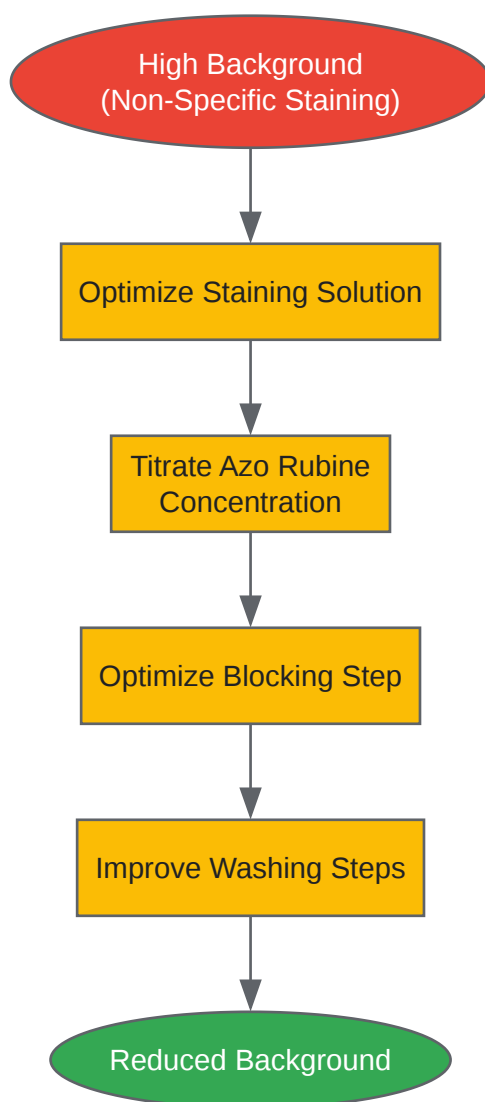 High Background
(Non-Specific Staining)
Optimize Staining Solution
Titrate Azo Rubine
Concentration
Optimize Blocking Step
Improve Washing Steps
Reduced Background